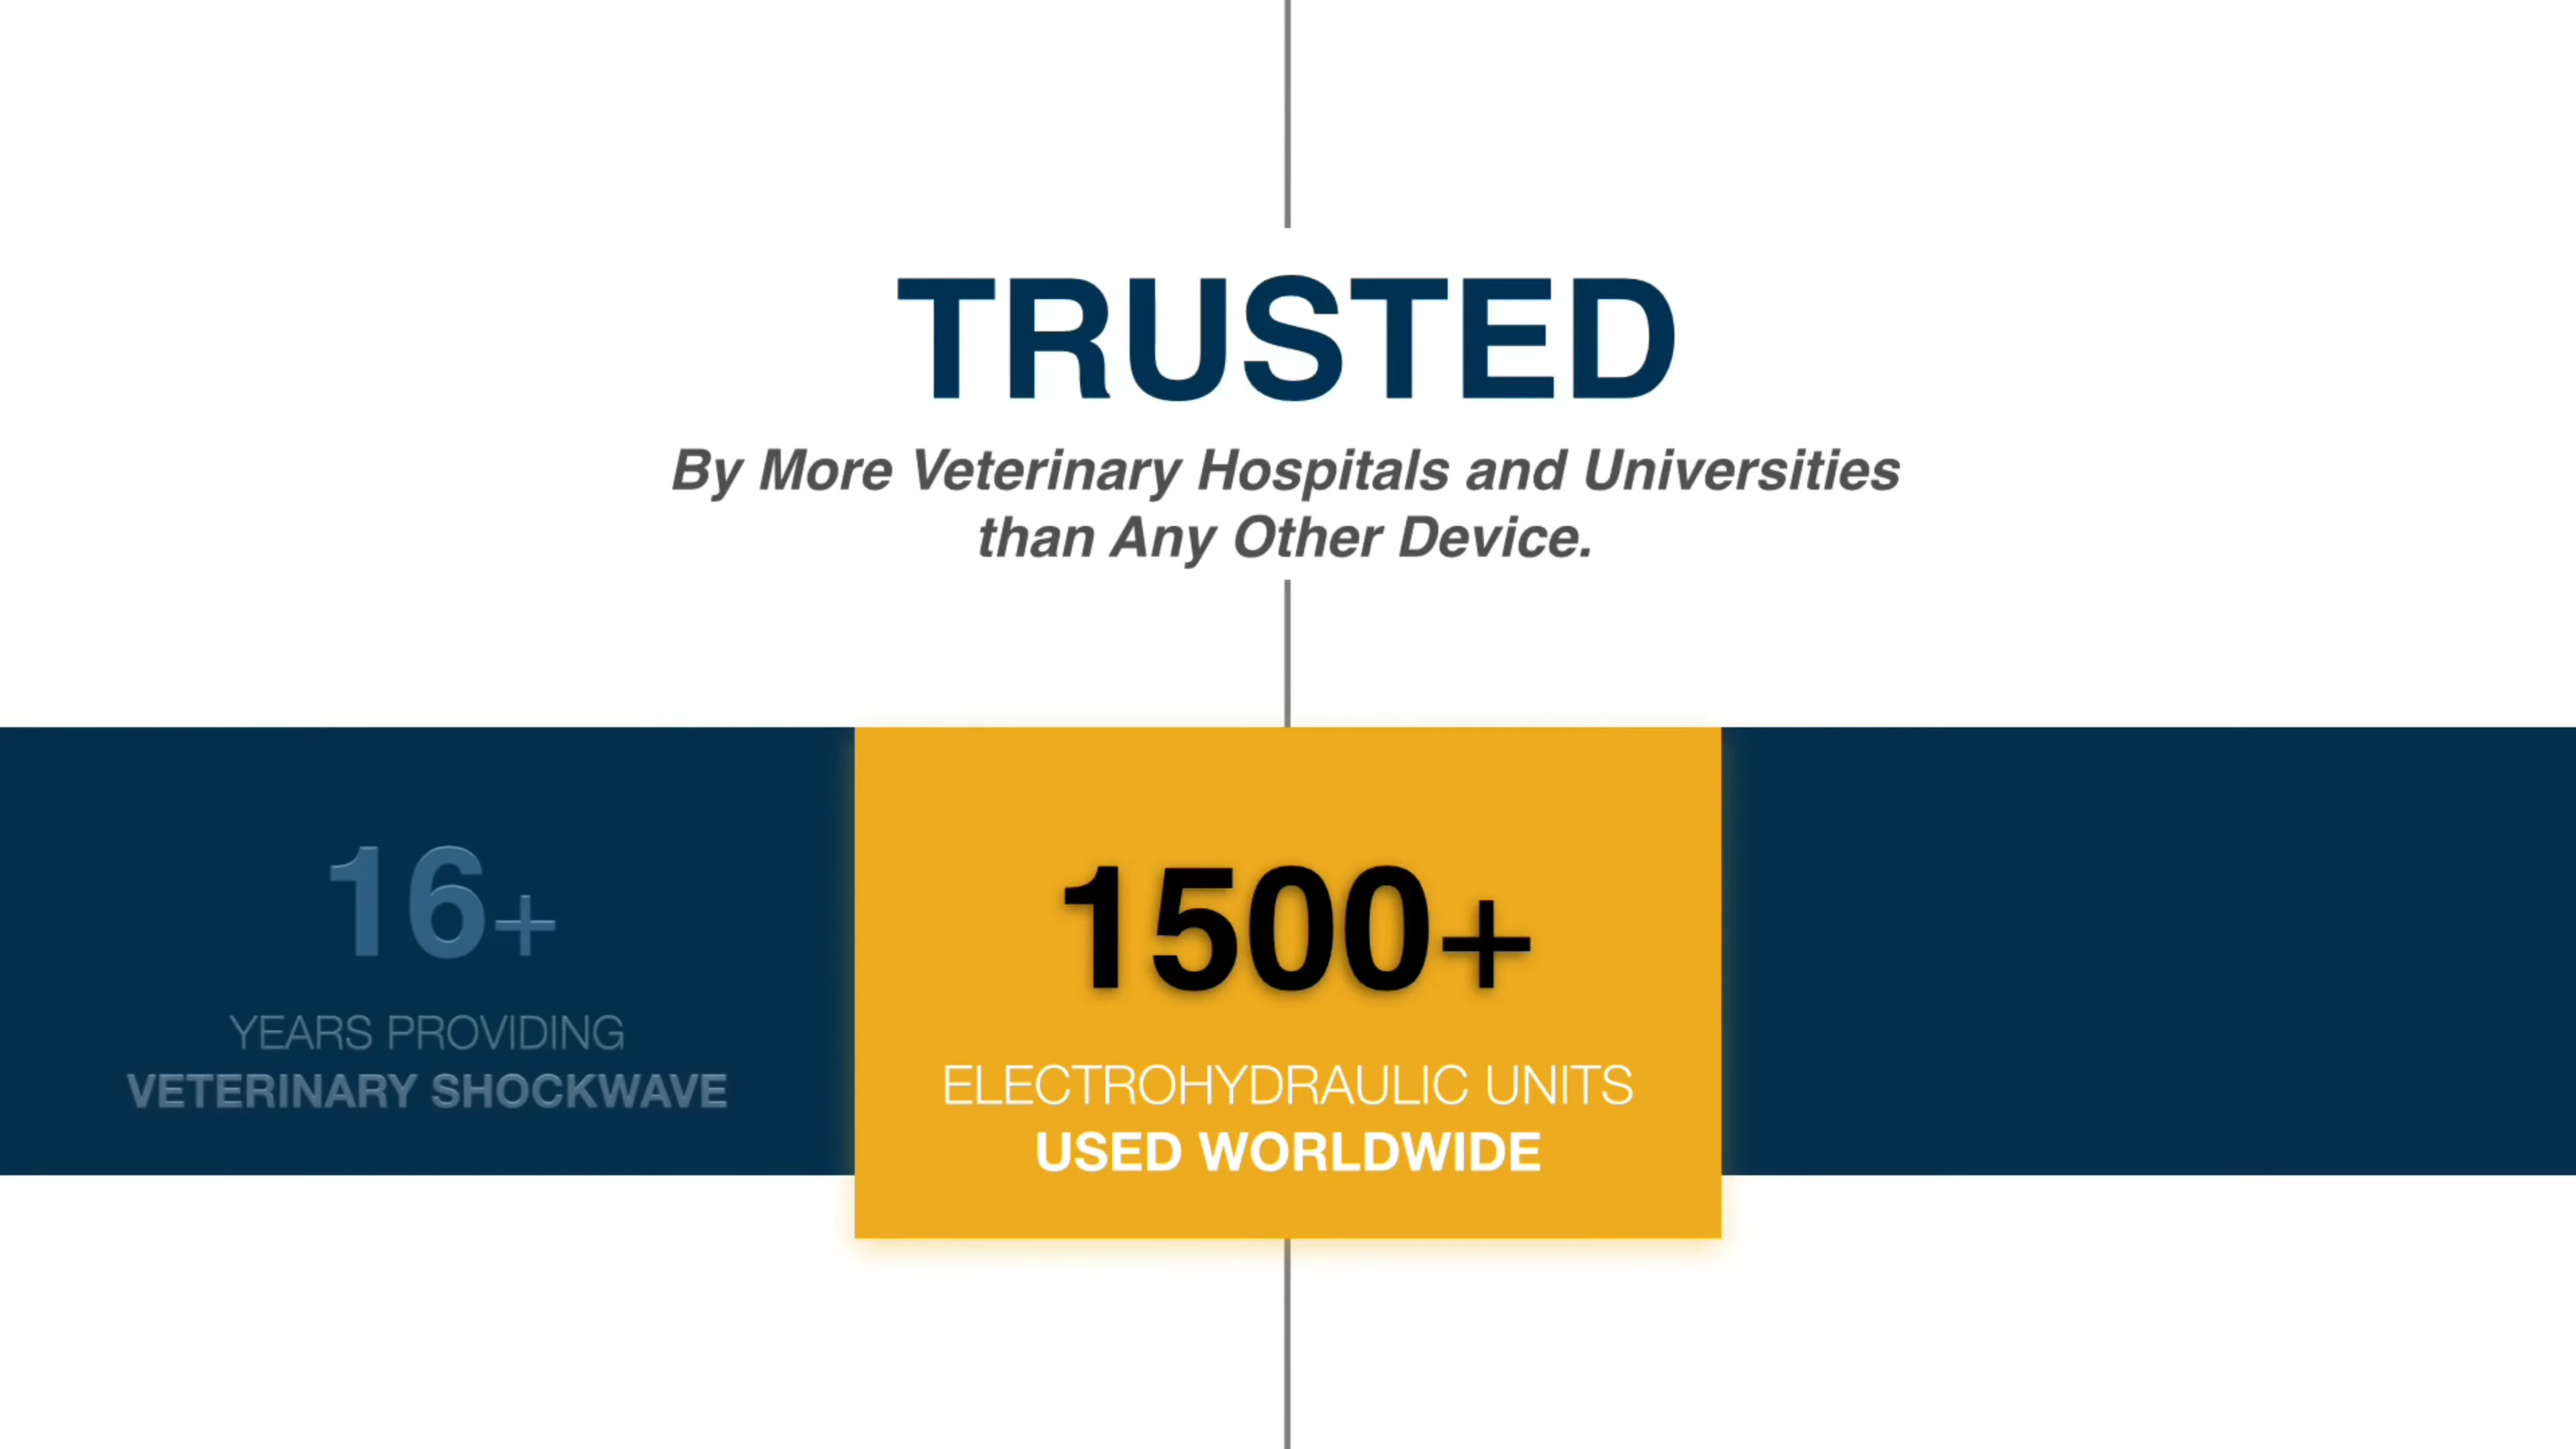 TRUSTED
By More Veterinary Hospitals and Universities
than Any Other Device.
16+
YEARS PROVIDING
VETERINARY SHOCKWAVE
1500+
ELECTROHYDRAULIC UNITS
USED WORLDWIDE